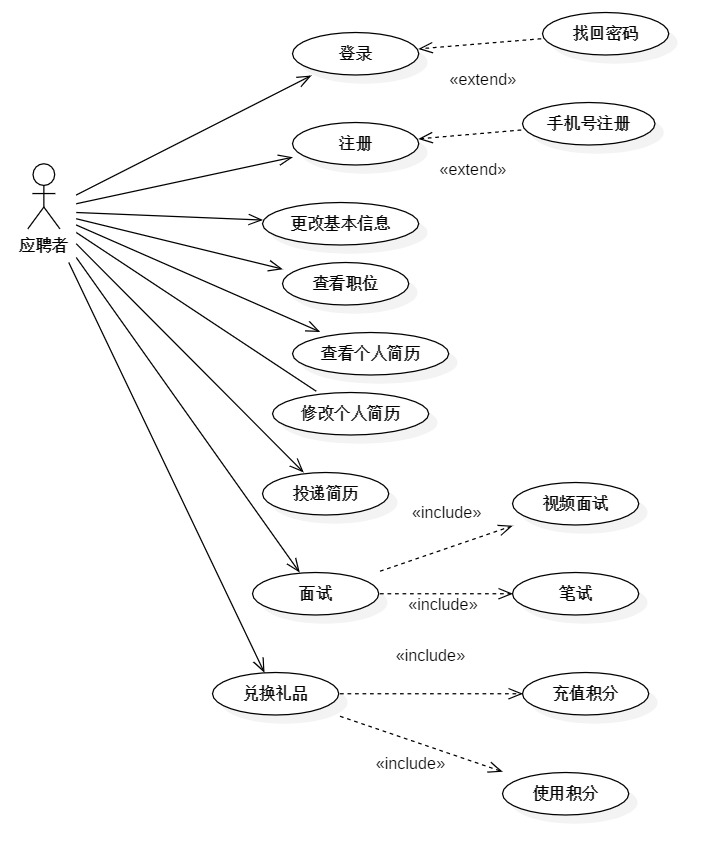 找回密码
登录
«extend»
手机号注册
注册
«extend»
应聘者
更改基本信息
查看职位
查看个人简历
修改个人简历
投递简历
«include»
视频面试
面试
«include»
笔试
«include»
兑换礼品
充值积分
«include»
使用积分